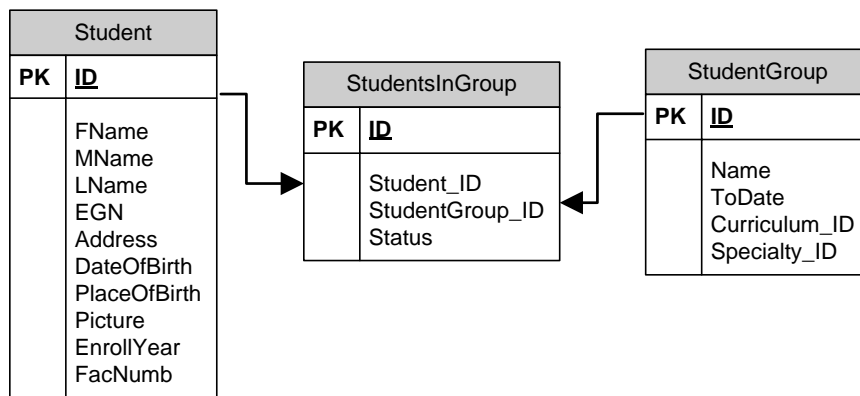 Student
PK ID
FName
MName
LName
EGN
Address
DateOfBirth
PlaceOfBirth
Picture
EnrollYear
FacNumb
StudentsInGroup
PK ID
Student_ID
StudentGroup_ID
Status
StudentGroup
PK ID
Name
ToDate
Curriculum_ID
Specialty_ID